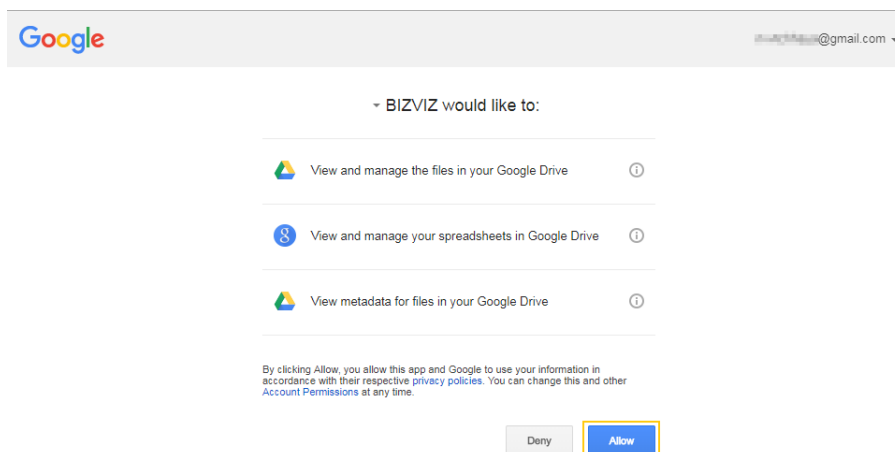 Google
@gmail.com
BIZVIZ would like to:
View and manage the files in your Google Drive
8
View and manage your spreadsheets in Google Drive
View metadata for files in your Google Drive
By clicking Allow, you allow this app and Google to use your information in
accordance with their respective privacy policies. You can change this and other
Account Permissions at any time.
Deny
Allow